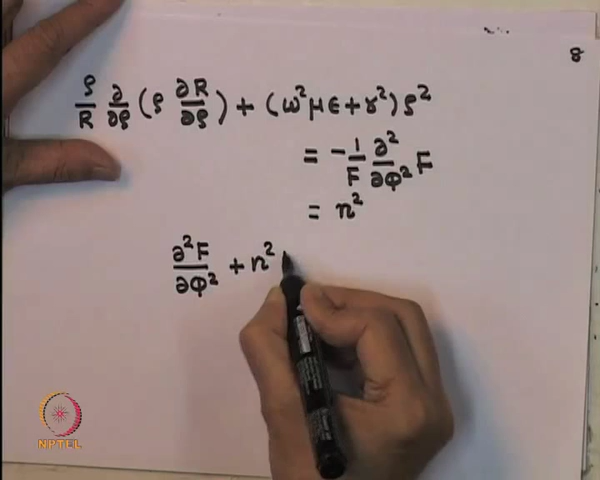 8
ρ/R ∂/∂ρ (ρ ∂R/∂ρ) + (ω²μϵ + γ²) ρ²
= -1/F ∂²/∂φ² F
= n²
∂²F/∂φ² + n²
NPTEL